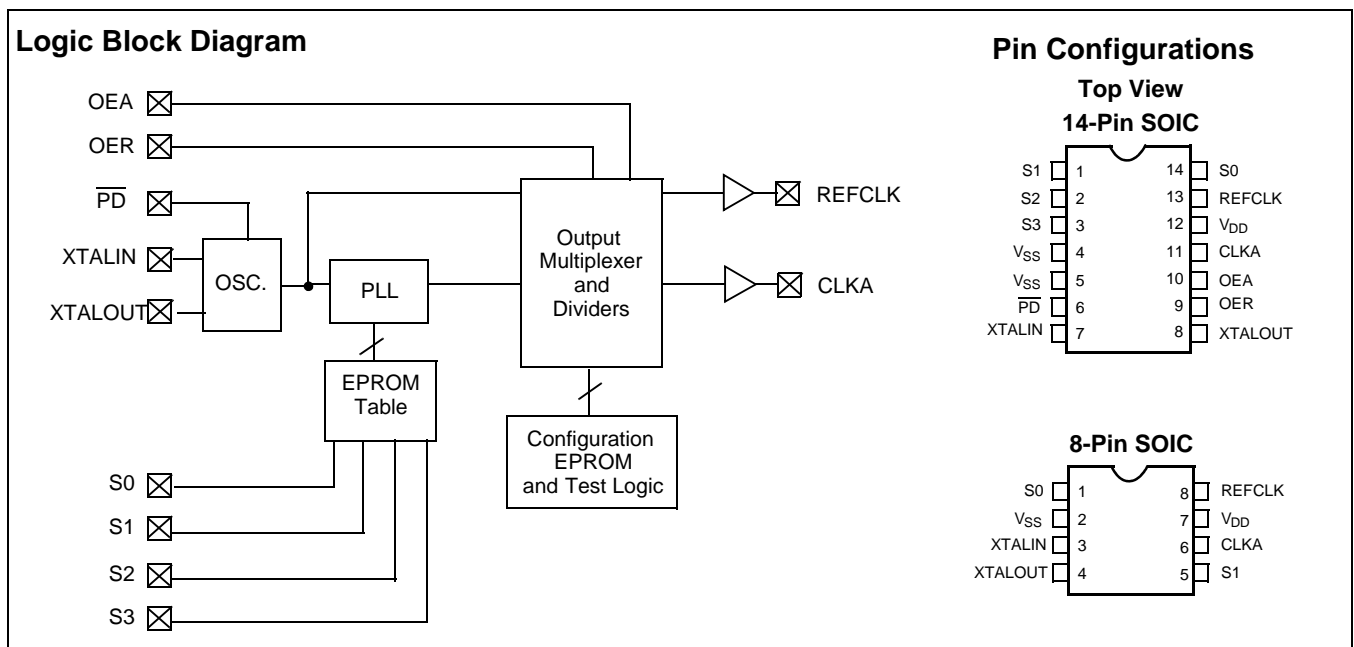 Logic Block Diagram
OEA
OER
PD
XTALIN
XTALOUT
OSC.
PLL
EPROM
Table
Output
Multiplexer
and
Dividers
Configuration
EPROM
and Test Logic
REFCLK
CLKA
S0
S1
S2
S3
Pin Configurations
Top View
14-Pin SOIC
S1 1 14 S0
S2 2 13 REFCLK
S3 3 12 VDD
VSS 4 11 CLKA
VSS 5 10 OEA
PD 6 9 OER
XTALIN 7 8 XTALOUT
8-Pin SOIC
S0 1 8 REFCLK
VSS 2 7 VDD
XTALIN 3 6 CLKA
XTALOUT 4 5 S1